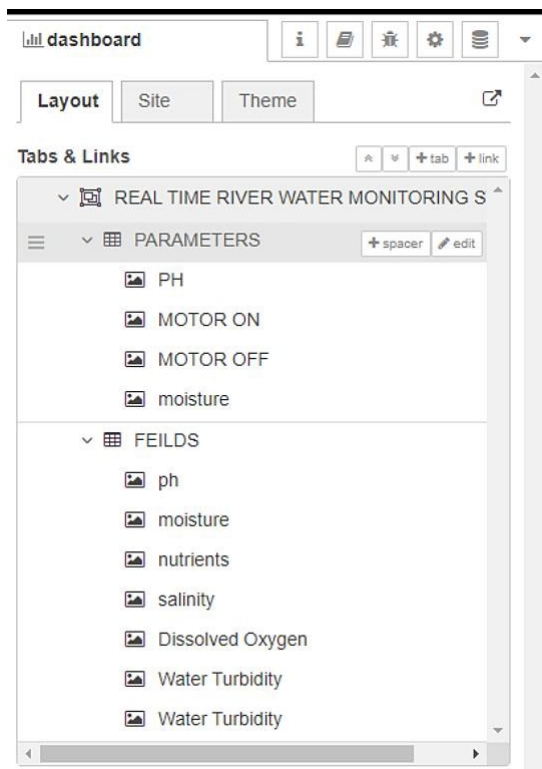 dashboard
i
Layout Site Theme
Tabs & Links
+ tab + link
REAL TIME RIVER WATER MONITORING S
PARAMETERS + spacer edit
PH
MOTOR ON
MOTOR OFF
moisture
FEILDS
ph
moisture
nutrients
salinity
Dissolved Oxygen
Water Turbidity
Water Turbidity